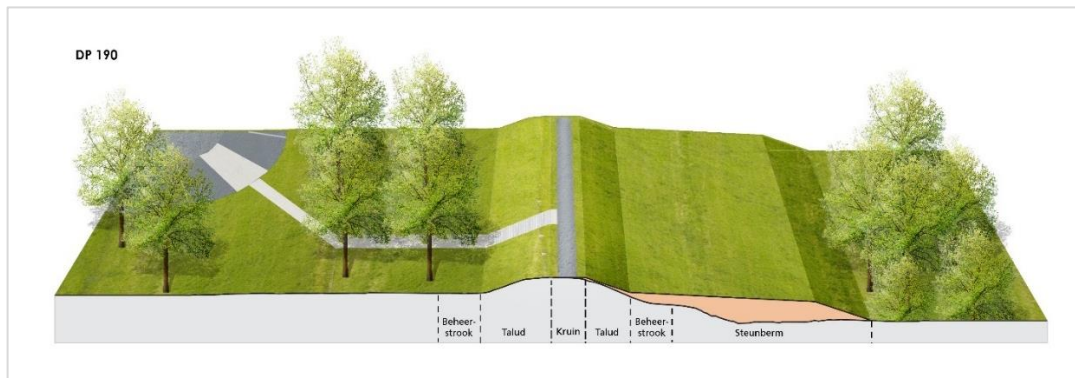 DP 190
Beheer-
strook
Talud
Kruin
Talud
Beheer-
strook
Steunberm